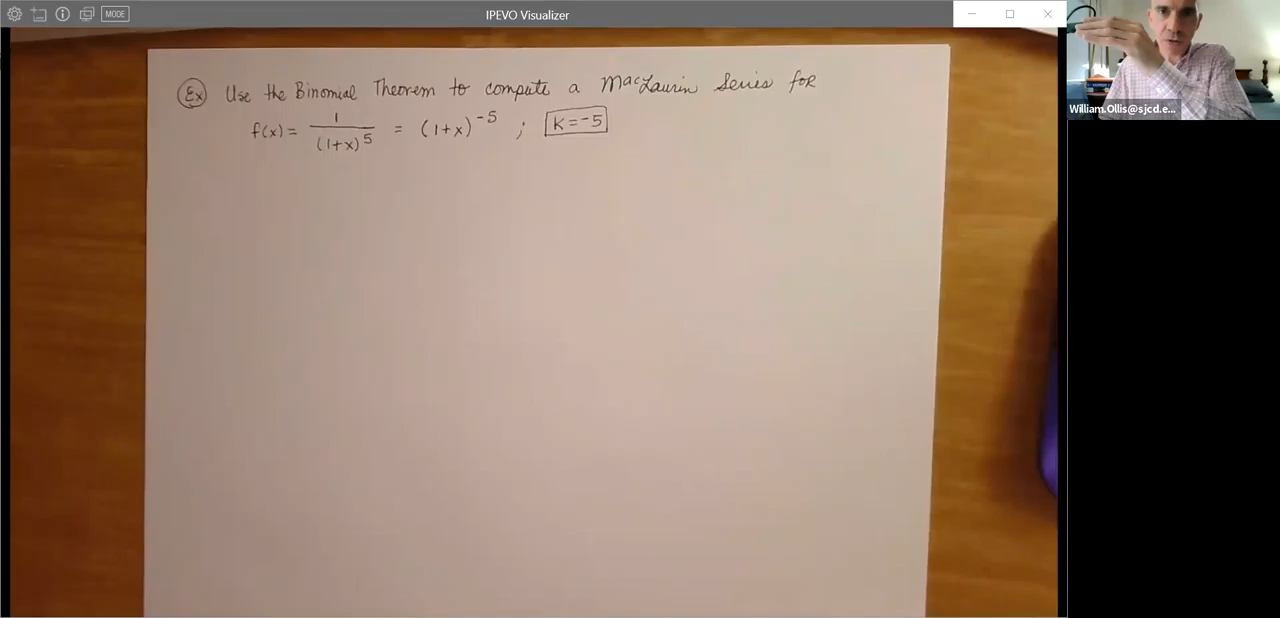 MODE
IPEVO Visualizer
William.Ollis@sjcd.e...
Ex Use the Binomial Theorem to compute a MacLaurin Series for
f(x) = 1/(1+x)^5 = (1+x)^-5 ; K = -5